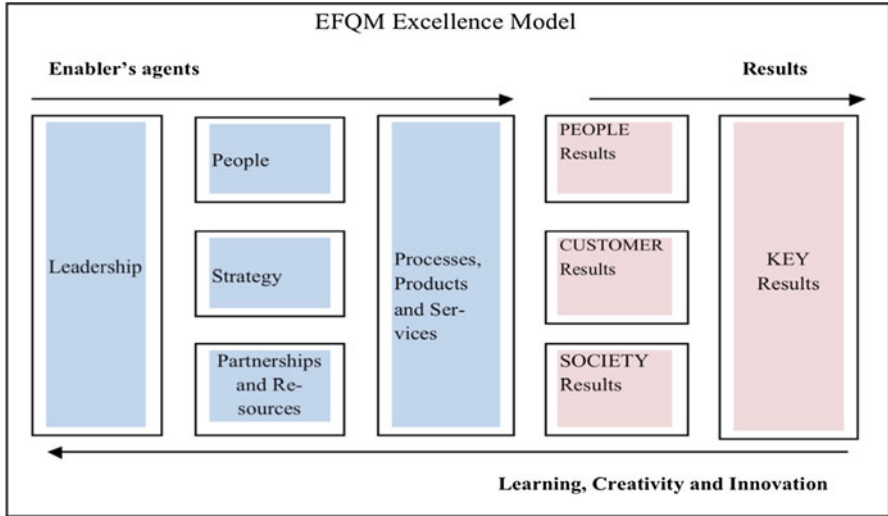 EFQM Excellence Model
Enabler's agents
Results
Leadership
People
Strategy
Partnerships
and Re-
sources
Processes,
Products
and Ser-
vices
PEOPLE
Results
CUSTOMER
Results
SOCIETY
Results
KEY
Results
Learning, Creativity and Innovation